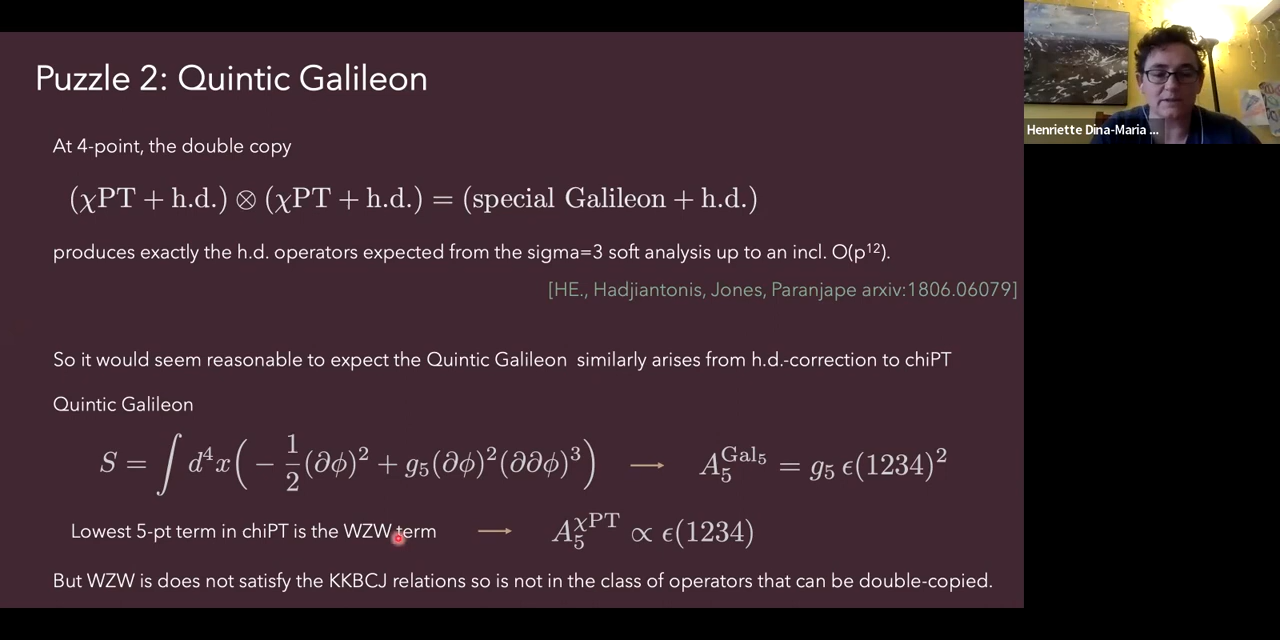 Puzzle 2: Quintic Galileon
At 4-point, the double copy
(χPT + h.d.) ⊗ (χPT + h.d.) = (special Galileon + h.d.)
produces exactly the h.d. operators expected from the sigma=3 soft analysis up to an incl. O(p¹²).
[HE., Hadjiantonis, Jones, Paranjape arxiv:1806.06079]
So it would seem reasonable to expect the Quintic Galileon similarly arises from h.d.-correction to chiPT
Quintic Galileon
S = ∫ d⁴x( − 1/2 (∂ϕ)² + g₅(∂ϕ)²(∂∂ϕ)³ ) → A₅^{Gal₅} = g₅ ϵ(1234)²
Lowest 5-pt term in chiPT is the WZW term → A₅^{χPT} ∝ ϵ(1234)
But WZW is does not satisfy the KKBCJ relations so is not in the class of operators that can be double-copied.
Henriette Dina-Maria ...